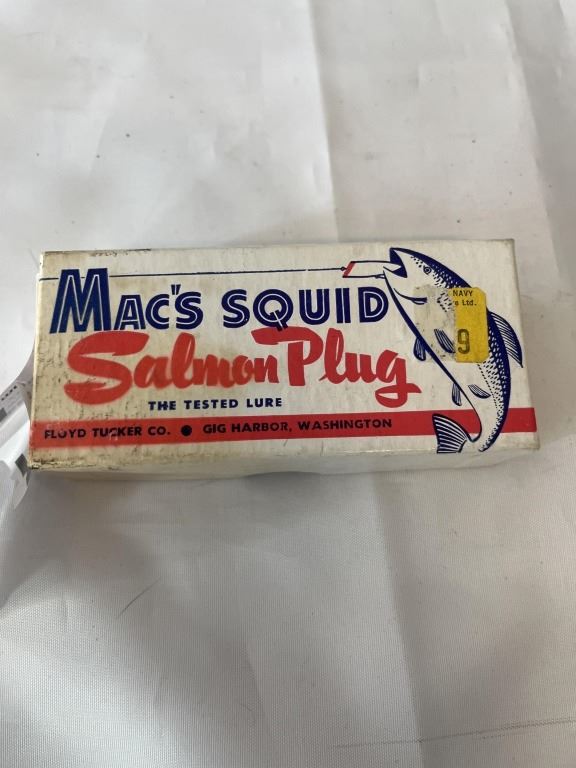 MAC'S SQUID
Salmon Plug
THE TESTED LURE
FLOYD TUCKER CO. • GIG HARBOR, WASHINGTON
NAVY
Ltd.
9